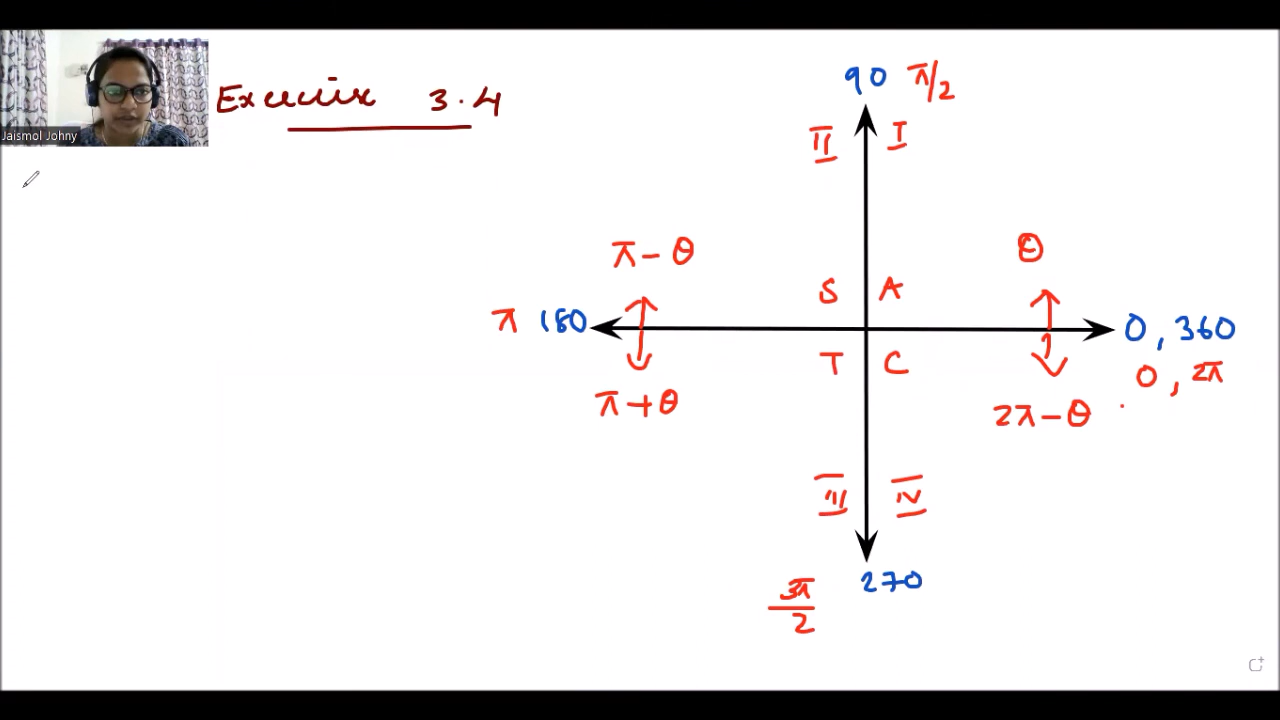 Exercise 3.4
Jaismol Johny
90 π/2
II I
π-θ θ
S A
π 180 0, 360
T C 0, 2π
π+θ 2π-θ
III IV
270
3π/2